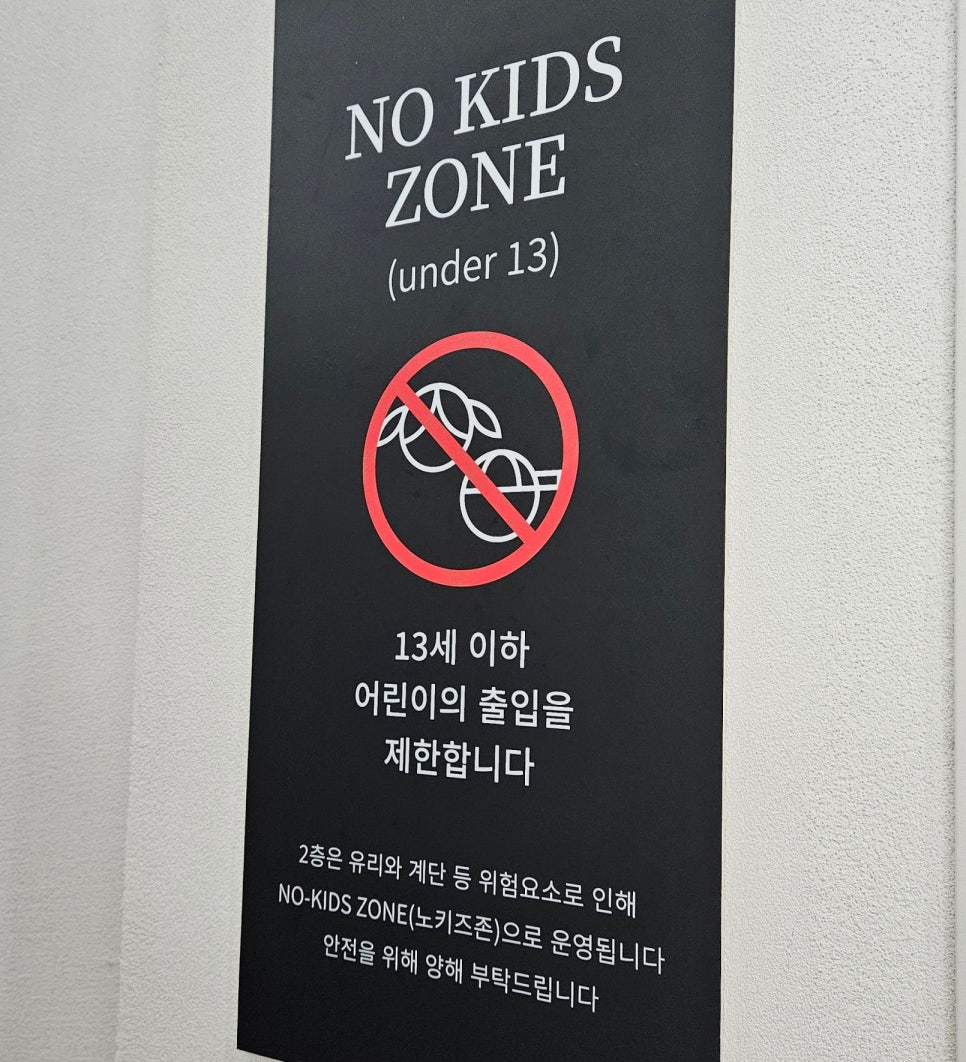 NO KIDS
ZONE
(under 13)
13세 이하
어린이의 출입을
제한합니다
2층은 유리와 계단 등 위험요소로 인해
NO-KIDS ZONE(노키즈존)으로 운영됩니다
안전을 위해 양해 부탁드립니다